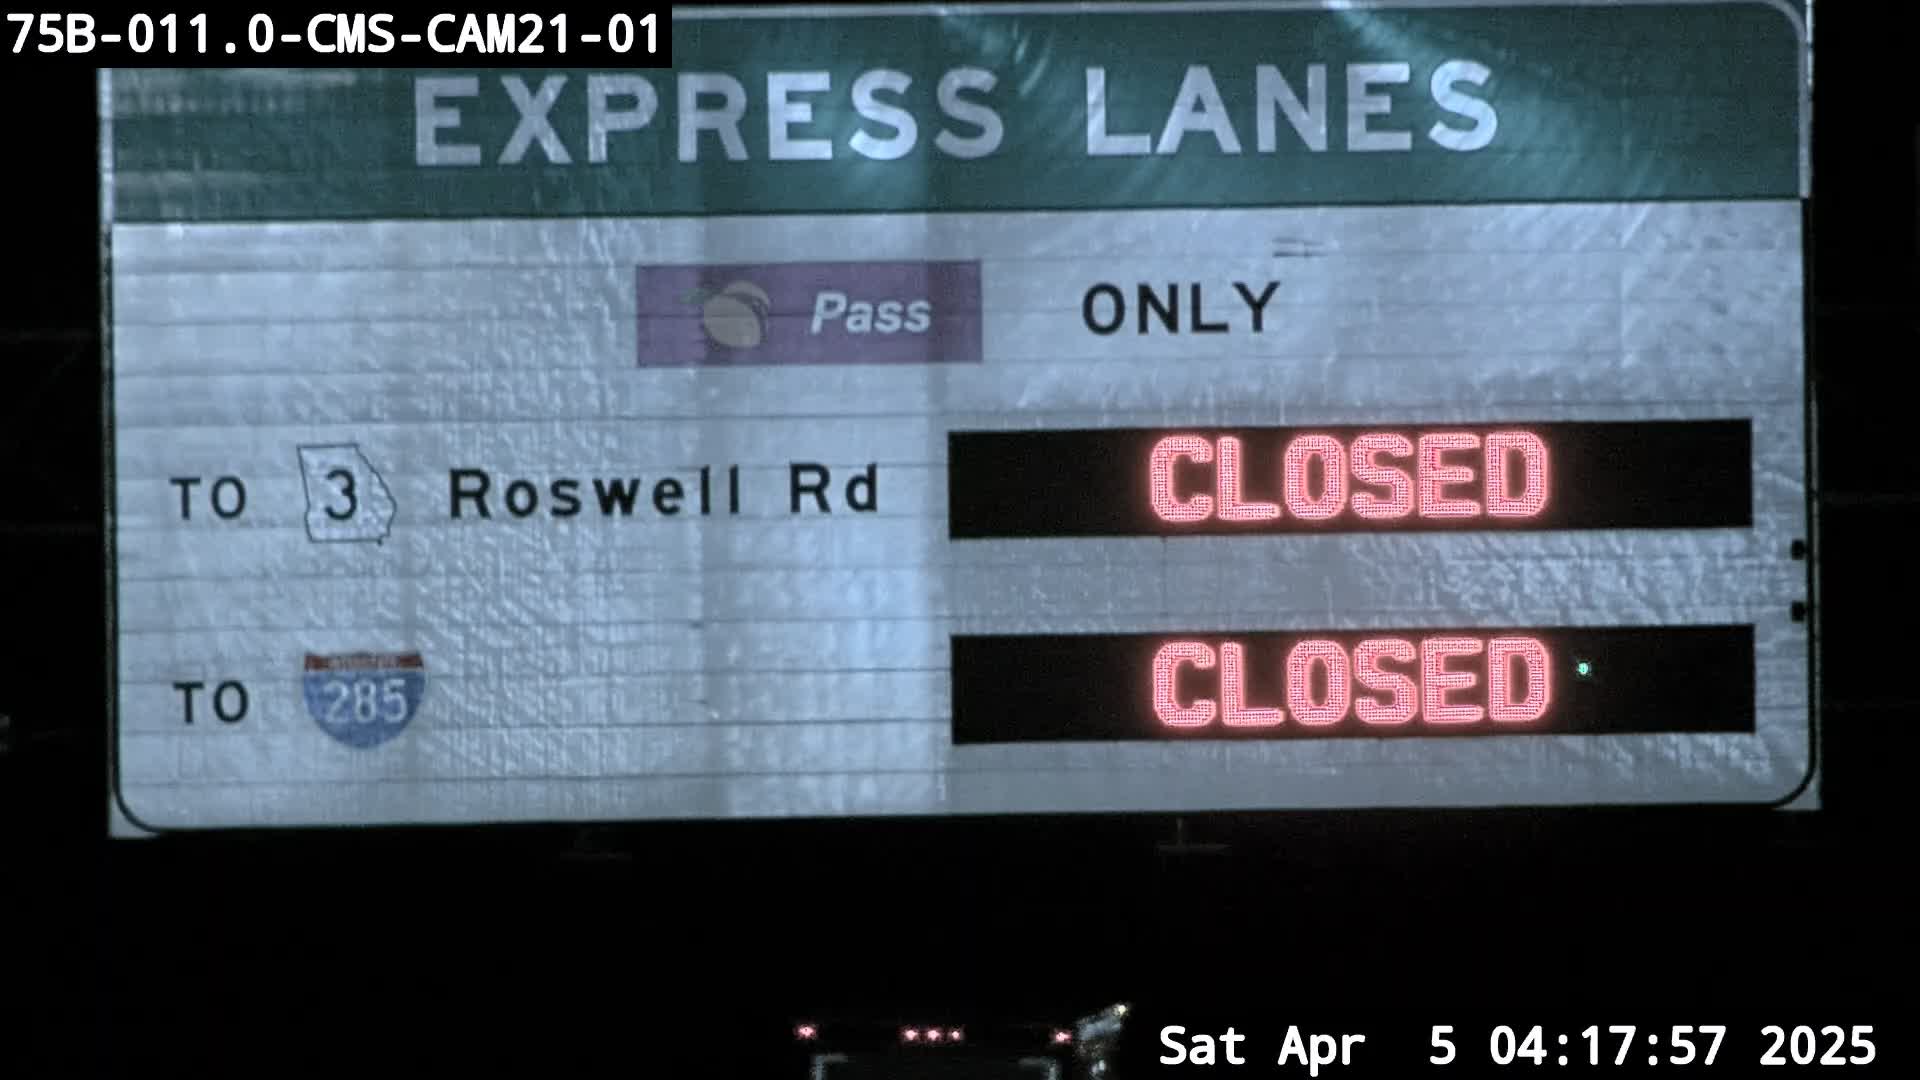 75B-011.0-CMS-CAM21-01
EXPRESS LANES
Pass ONLY
TO 3 Roswell Rd CLOSED
TO 285 CLOSED
Sat Apr 5 04:17:57 2025